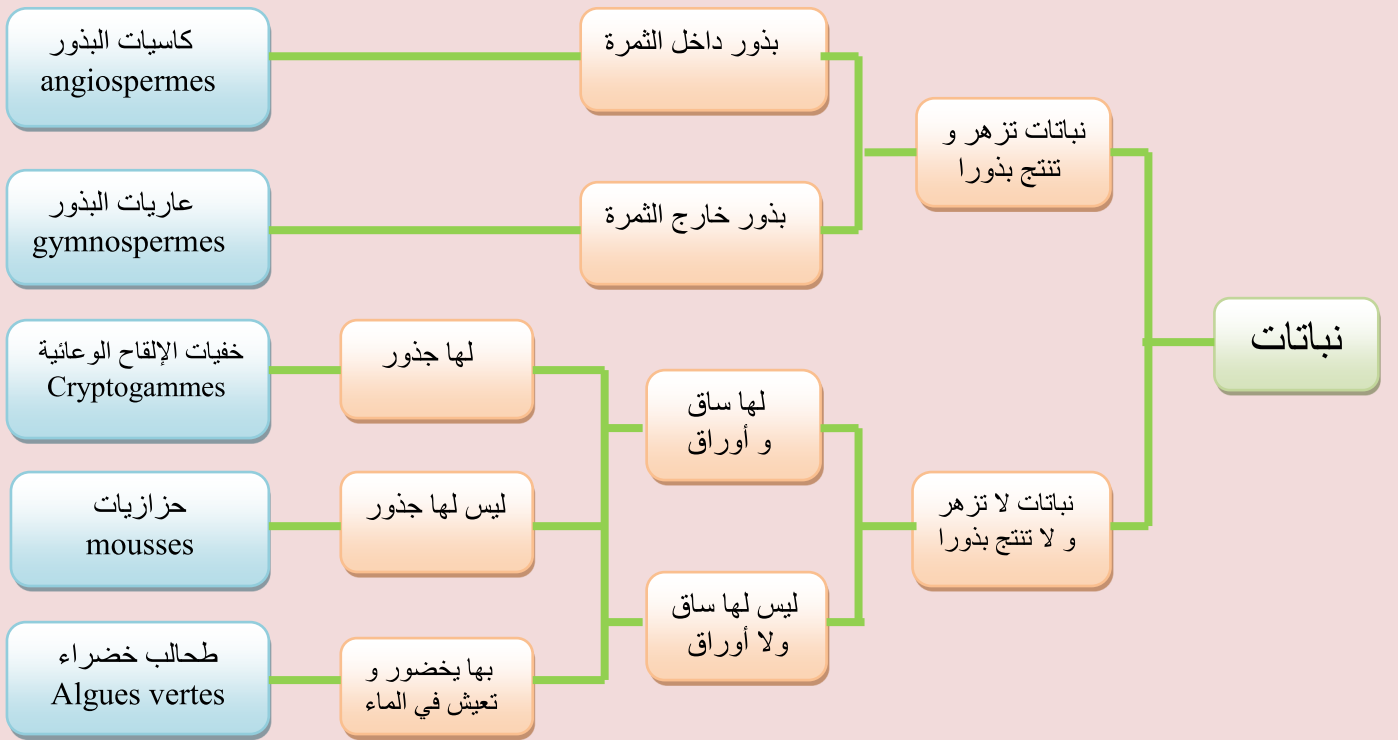 نباتات
نباتات تزهر و
تنتج بذورا
بذور داخل الثمرة
كاسيات البذور
angiospermes
بذور خارج الثمرة
عاريات البذور
gymnospermes
نباتات لا تزهر
و لا تنتج بذورا
لها ساق
و أوراق
لها جذور
خفيات الإلقاح الوعائية
Cryptogammes
ليس لها جذور
حزازيات
mousses
ليس لها ساق
ولا أوراق
بها يخضور و
تعيش في الماء
طحالب خضراء
Algues vertes